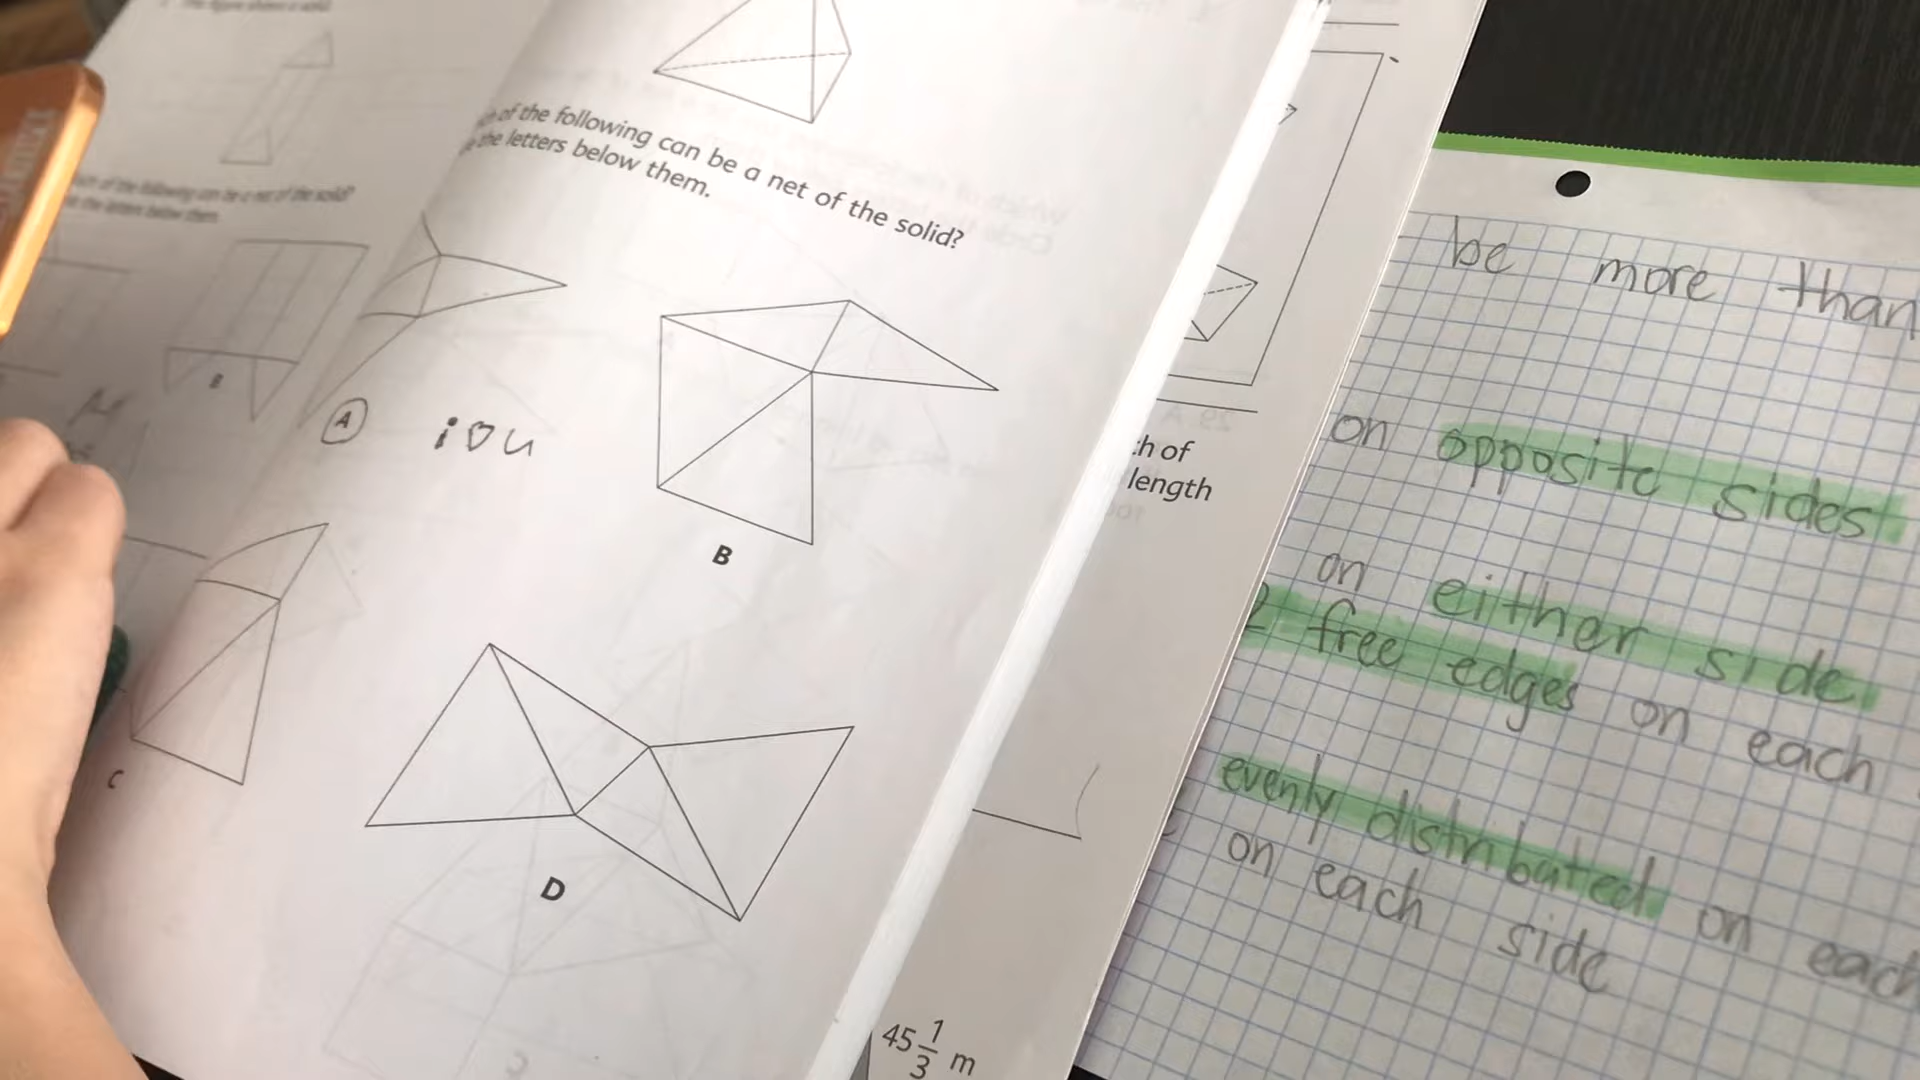 of the following can be a net of the solid?
the letters below them.
A
iou
B
C
D
:h of
length
45 1/3 m
be more than
on opposite sides
on either side
2 free edges on each
evenly distributed on each
on each side